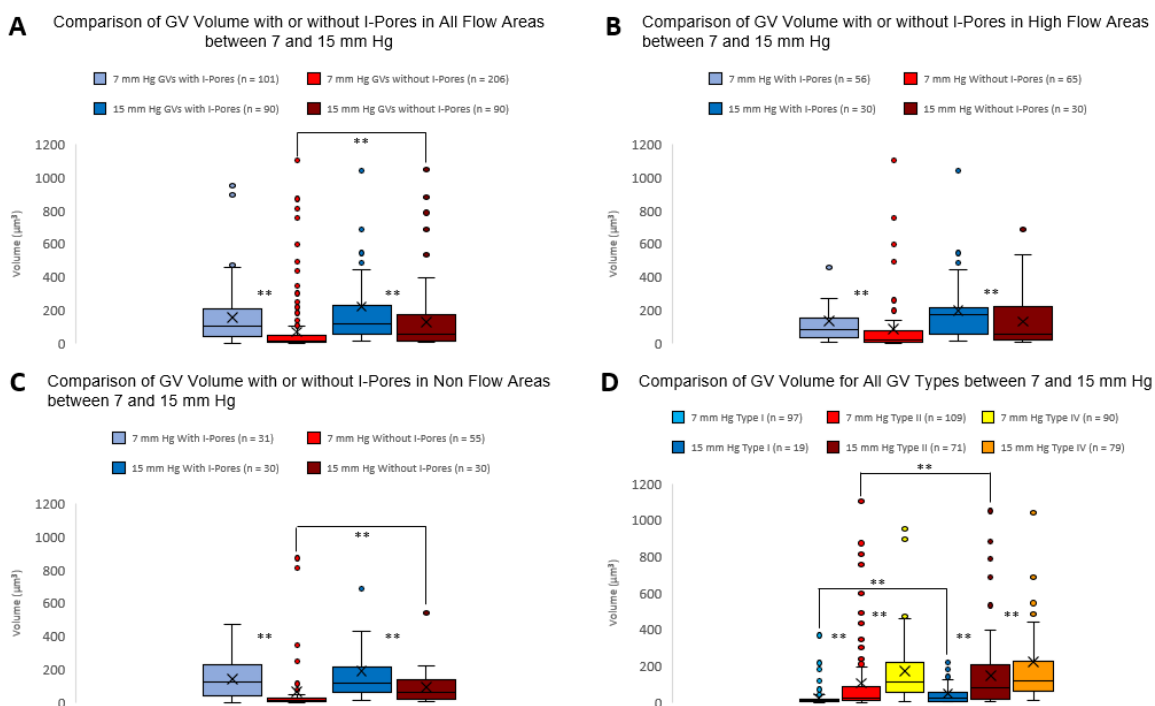 A
Comparison of GV Volume with or without I-Pores in All Flow Areas
between 7 and 15 mm Hg
7 mm Hg GVs with I-Pores (n = 101)
7 mm Hg GVs without I-Pores (n = 206)
15 mm Hg GVs with I-Pores (n = 90)
15 mm Hg GVs without I-Pores (n = 90)
Volume (µm³)
1200
1000
800
600
400
200
0
**
**
**
B
Comparison of GV Volume with or without I-Pores in High Flow Areas
between 7 and 15 mm Hg
7 mm Hg With I-Pores (n = 56)
7 mm Hg Without I-Pores (n = 65)
15 mm Hg With I-Pores (n = 30)
15 mm Hg Without I-Pores (n = 30)
Volume (µm³)
1200
1000
800
600
400
200
0
**
**
C
Comparison of GV Volume with or without I-Pores in Non Flow Areas
between 7 and 15 mm Hg
7 mm Hg With I-Pores (n = 31)
7 mm Hg Without I-Pores (n = 55)
15 mm Hg With I-Pores (n = 30)
15 mm Hg Without I-Pores (n = 30)
Volume (µm³)
1200
1000
800
600
400
200
0
**
**
**
D
Comparison of GV Volume for All GV Types between 7 and 15 mm Hg
7 mm Hg Type I (n = 97)
7 mm Hg Type II (n = 109)
7 mm Hg Type IV (n = 90)
15 mm Hg Type I (n = 19)
15 mm Hg Type II (n = 71)
15 mm Hg Type IV (n = 79)
Volume (µm³)
1200
1000
800
600
400
200
0
**
**
**
**
**
**